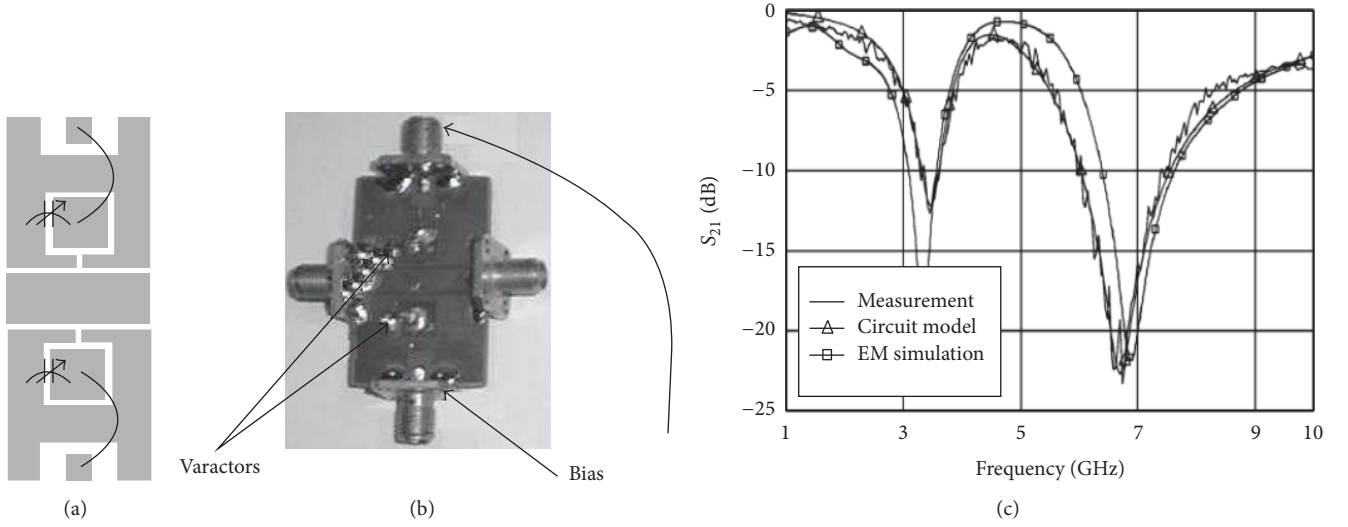 (a)
Varactors
Bias
(b)
S21 (dB)
0
−5
−10
−15
−20
−25
1
3
5
7
9
10
Frequency (GHz)
Measurement
Circuit model
EM simulation
(c)